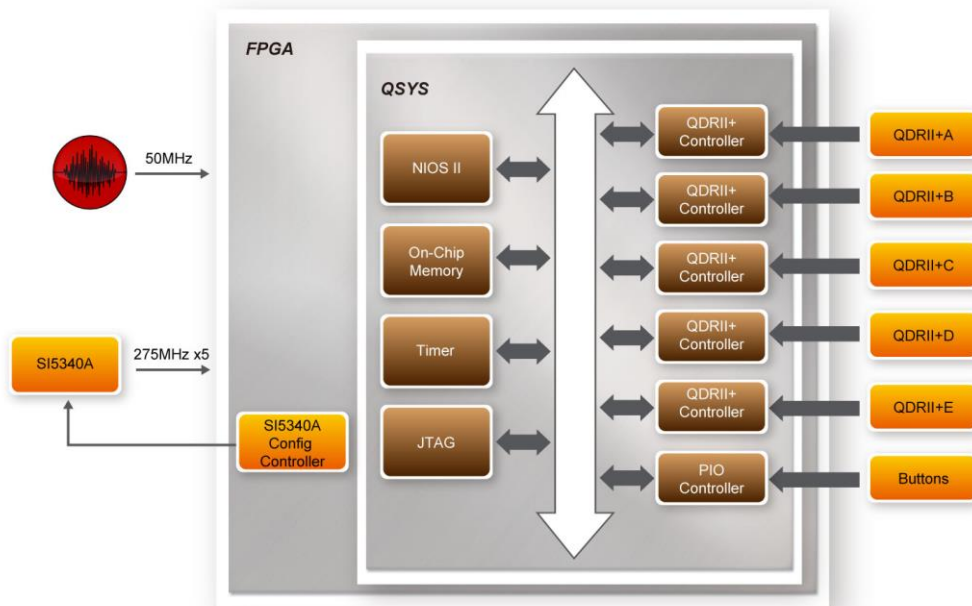 FPGA
QSYS
50MHz
NIOS II
On-Chip
Memory
Timer
JTAG
275MHz x5
SI5340A
SI5340A
Config
Controller
QDRII+
Controller
QDRII+A
QDRII+
Controller
QDRII+B
QDRII+
Controller
QDRII+C
QDRII+
Controller
QDRII+D
QDRII+
Controller
QDRII+E
PIO
Controller
Buttons